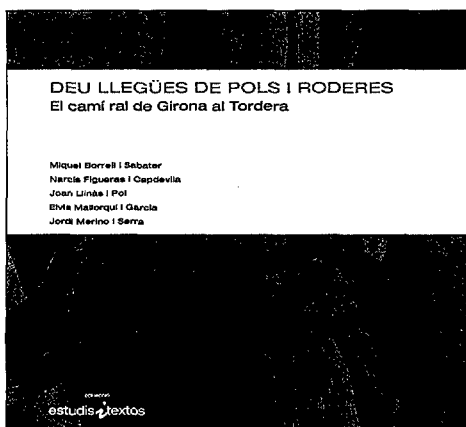 DEU LLEGÜES DE POLS I RODERES
El camí ral de Girona al Tordera
Miquel Borrell i Sabater
Narcís Figueras i Capdevila
Joan Llinàs i Pol
Elvis Mallorquí i Garcia
Jordi Merino i Serra
estudis i textos